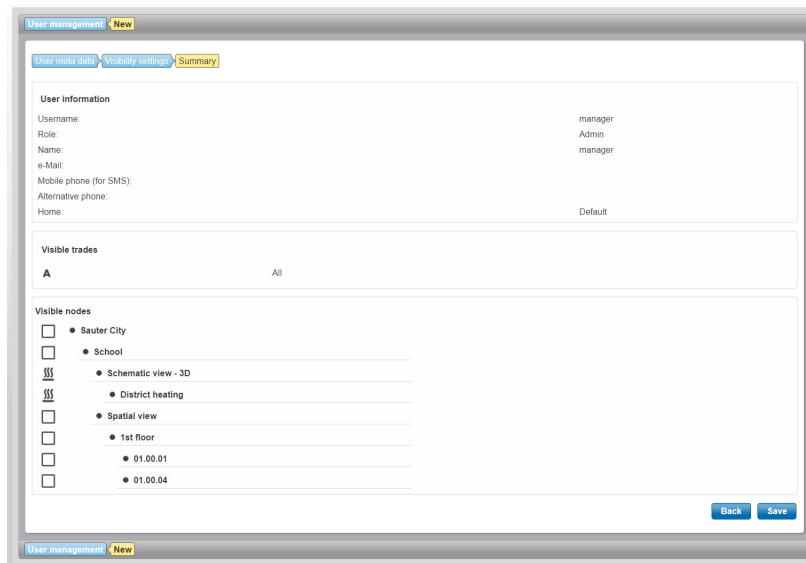 User management New
User meta data Visibility settings Summary
User information
Username: manager
Role: Admin
Name: manager
e-Mail:
Mobile phone (for SMS):
Alternative phone:
Home: Default
Visible trades
A All
Visible nodes
Sauter City
School
Schematic view - 3D
District heating
Spatial view
1st floor
01.00.01
01.00.04
Back Save
User management New